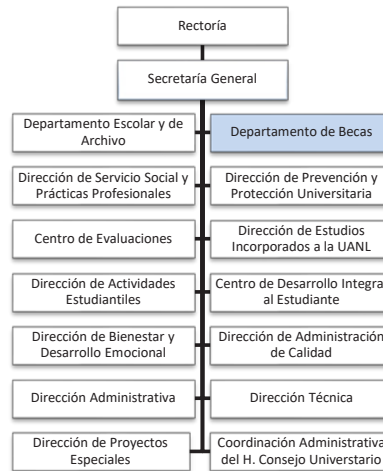 Rectoría
Secretaría General
Departamento Escolar y de
Archivo
Departamento de Becas
Dirección de Servicio Social y
Prácticas Profesionales
Dirección de Prevención y
Protección Universitaria
Centro de Evaluaciones
Dirección de Estudios
Incorporados a la UANL
Dirección de Actividades
Estudiantiles
Centro de Desarrollo Integral
al Estudiante
Dirección de Bienestar y
Desarrollo Emocional
Dirección de Administración
de Calidad
Dirección Administrativa
Dirección Técnica
Dirección de Proyectos
Especiales
Coordinación Administrativa
del H. Consejo Universtario